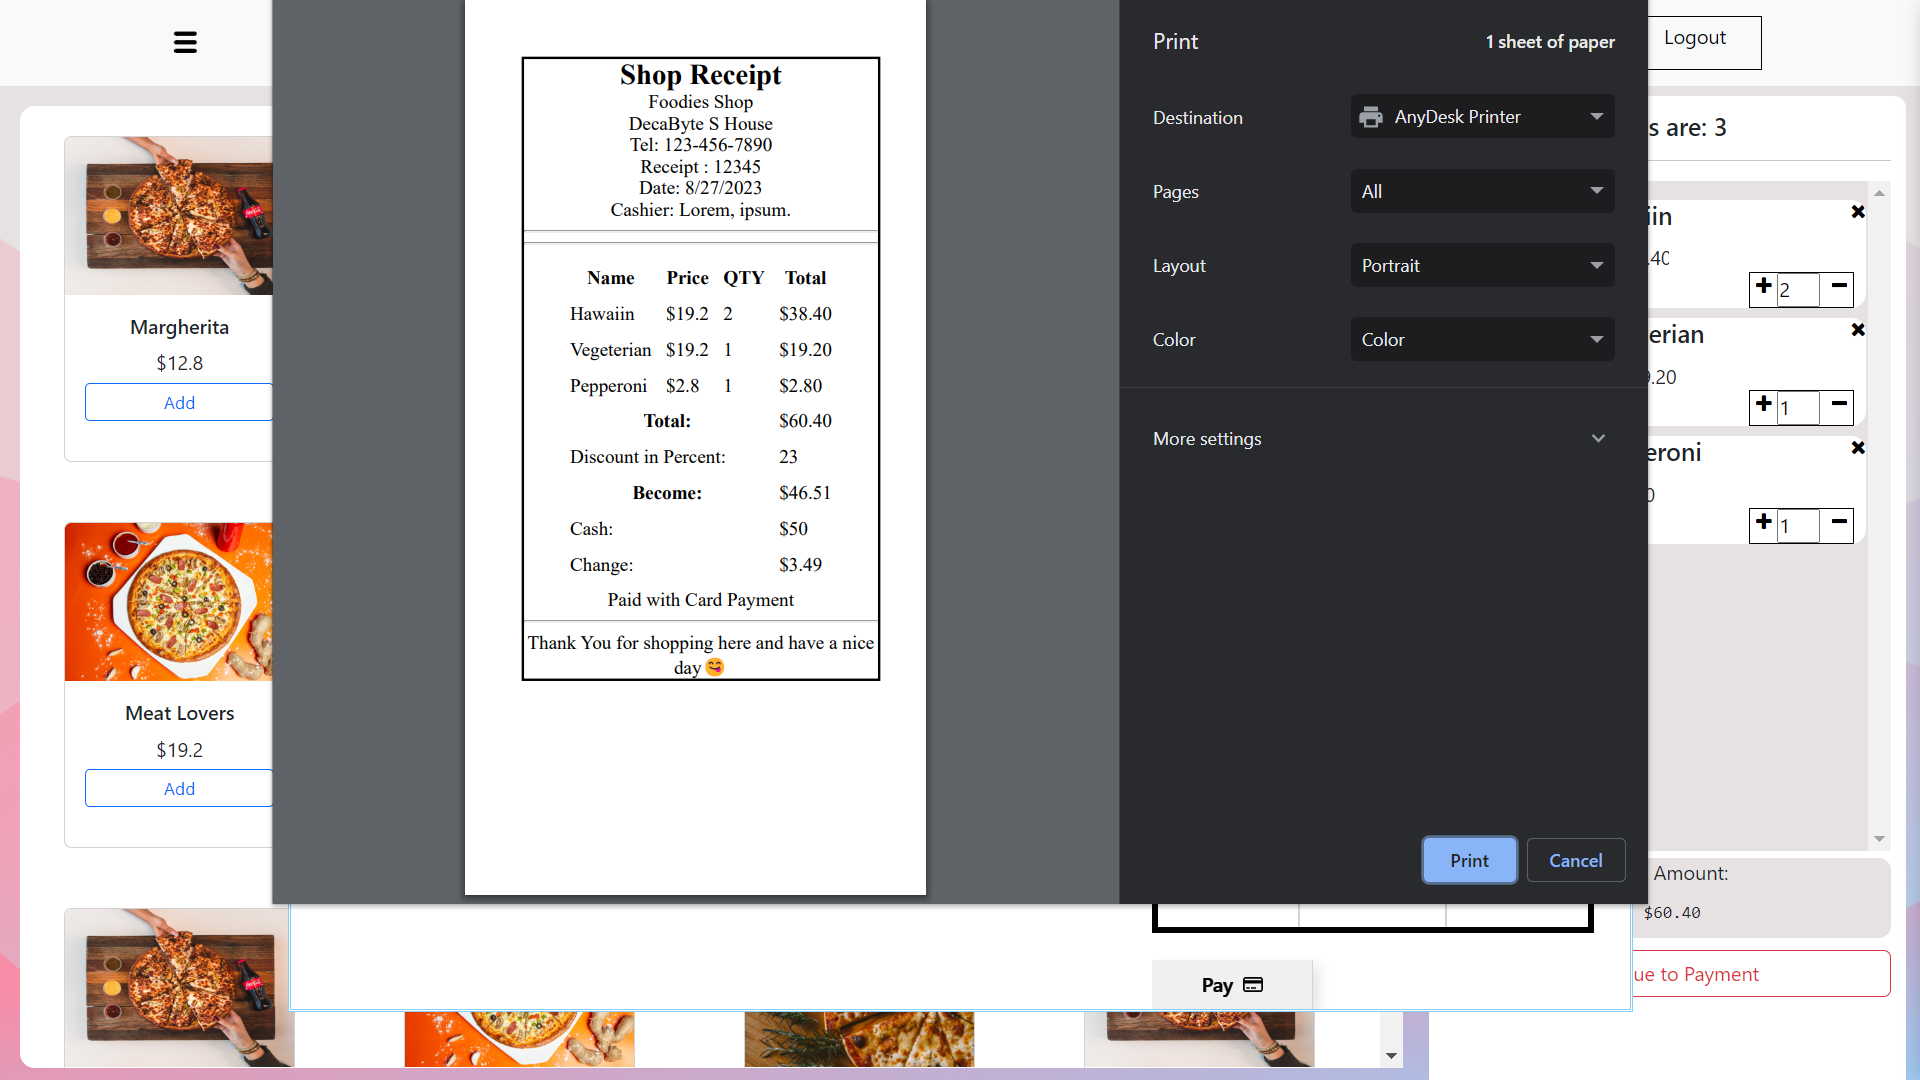 Logout
Margherita
$12.8
Add
Meat Lovers
$19.2
Add
Shop Receipt
Foodies Shop
DecaByte S House
Tel: 123-456-7890
Receipt : 12345
Date: 8/27/2023
Cashier: Lorem, ipsum.
Name Price QTY Total
Hawaiin $19.2 2 $38.40
Vegeterian $19.2 1 $19.20
Pepperoni $2.8 1 $2.80
Total: $60.40
Discount in Percent: 23
Become: $46.51
Cash: $50
Change: $3.49
Paid with Card Payment
Thank You for shopping here and have a nice
day😋
Print 1 sheet of paper
Destination AnyDesk Printer
Pages All
Layout Portrait
Color Color
More settings
Print Cancel
Pay
s are: 3
iin
.40
2
erian
.20
1
eroni
0
1
Amount:
$60.40
ue to Payment